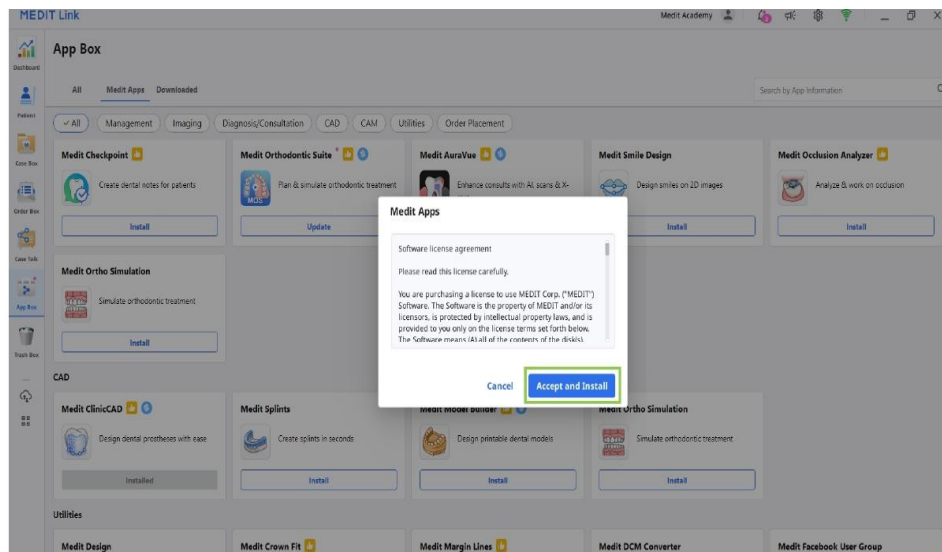 MEDIT Link
Medit Academy
App Box
Dashboard
All Medit Apps Downloaded
Search by App Information
Patient
All Management Imaging Diagnosis/Consultation CAD CAM Utilities Order Placement
Case Box
Medit Checkpoint
Create dental notes for patients
Install
Medit Orthodontic Suite
Plan & simulate orthodontic treatment
MOS
Update
Medit AuraVue
Enhance consults with AI, scans & X-
Medit Smile Design
Design smiles on 2D images
Install
Medit Occlusion Analyzer
Analyze & work on occlusion
Install
Order Box
Case Talk
App Box
Trash Box
Medit Ortho Simulation
Simulate orthodontic treatment
Install
Medit Apps
Software license agreement
Please read this license carefully.
You are purchasing a license to use MEDIT Corp. ("MEDIT")
Software. The Software is the property of MEDIT and/or its
licensors, is protected by intellectual property laws, and is
provided to you only on the license terms set forth below.
The Software means (A) all of the contents of the disk(s),
Cancel Accept and Install
CAD
Medit ClinicCAD
Design dental prostheses with ease
Installed
Medit Splints
Create splints in seconds
Install
Medit Model Builder
Design printable dental models
Install
Medit Ortho Simulation
Simulate orthodontic treatment
Install
Utilities
Medit Design
Medit Crown Fit
Medit Margin Lines
Medit DCM Converter
Medit Facebook User Group